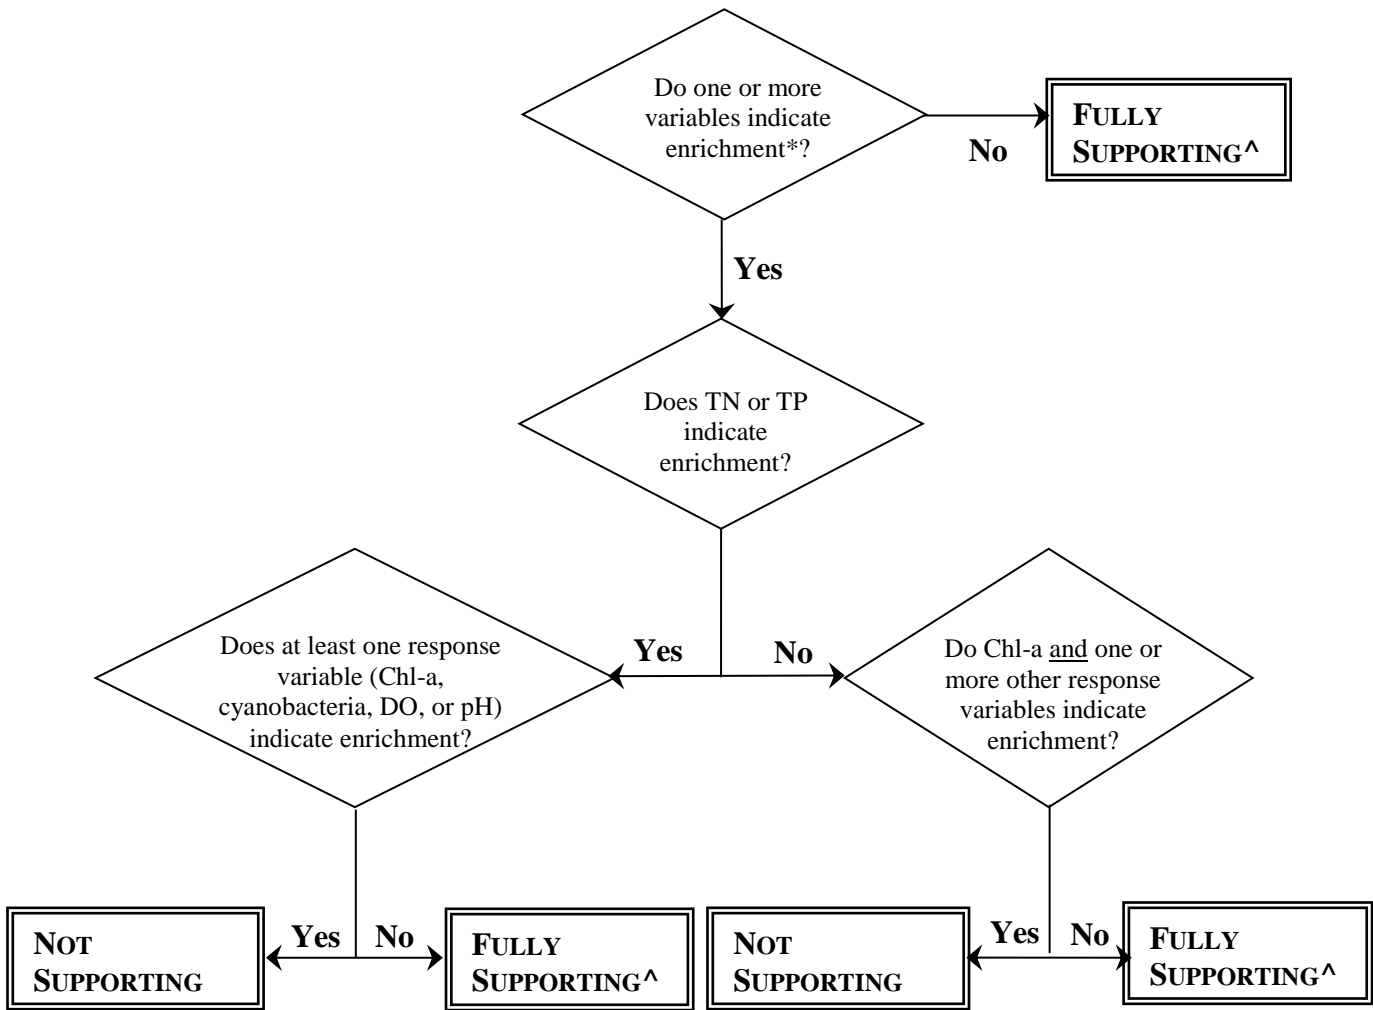 Do one or more
variables indicate
enrichment*?
No
FULLY
SUPPORTING^
Yes
Does TN or TP
indicate
enrichment?
Does at least one response
variable (Chl-a,
cyanobacteria, DO, or pH)
indicate enrichment?
Yes
No
Do Chl-a and one or
more other response
variables indicate
enrichment?
NOT
SUPPORTING
Yes
No
FULLY
SUPPORTING^
NOT
SUPPORTING
Yes
No
FULLY
SUPPORTING^